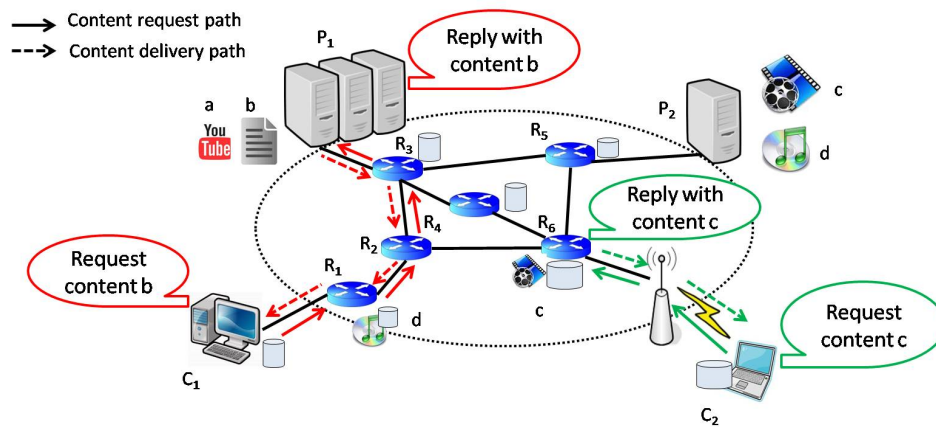 Content request path
Content delivery path
P1
Reply with
content b
P2
c
a
b
You
Tube
d
R3
R5
Reply with
content c
R4
R6
R2
Request
content b
R1
c
d
Request
content c
C1
C2